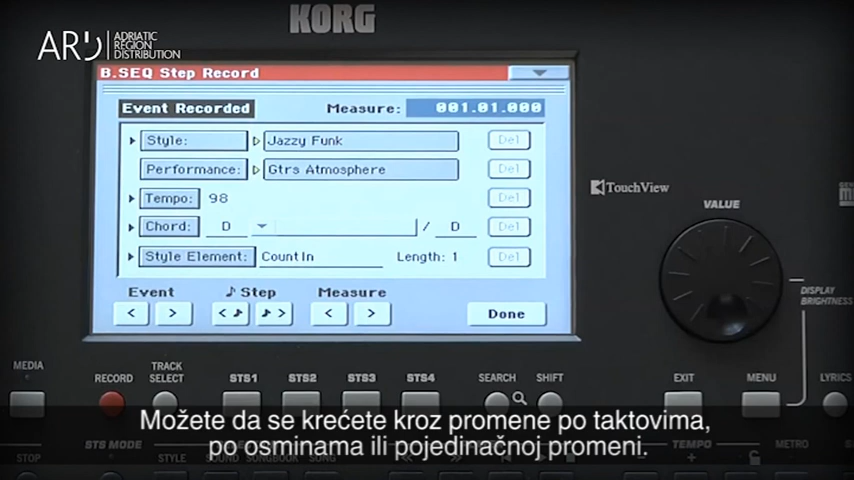 KORG
ARD
ADRIATIC
REGION
DISTRIBUTION
B.SEQ Step Record
Event Recorded
Measure: 001.01.000
Style: Jazzy Funk Del
Performance: Gtrs Atmosphere Del
Tempo: 98 Del
Chord: D / D Del
Style Element: CountIn Length: 1 Del
Event ♪ Step Measure
< > < ♪ ♪ > < > Done
TouchView
VALUE
DISPLAY
BRIGHTNESS
MEDIA
RECORD
TRACK
SELECT
STS1 STS2 STS3 STS4
SEARCH SHIFT EXIT MENU LYRICS
Možete da se krećete kroz promene po taktovima,
po osminama ili pojedinačnoj promeni.
STS MODE
TEMPO
METRO
STOP
STYLE SOUND SONGBOOK SONG